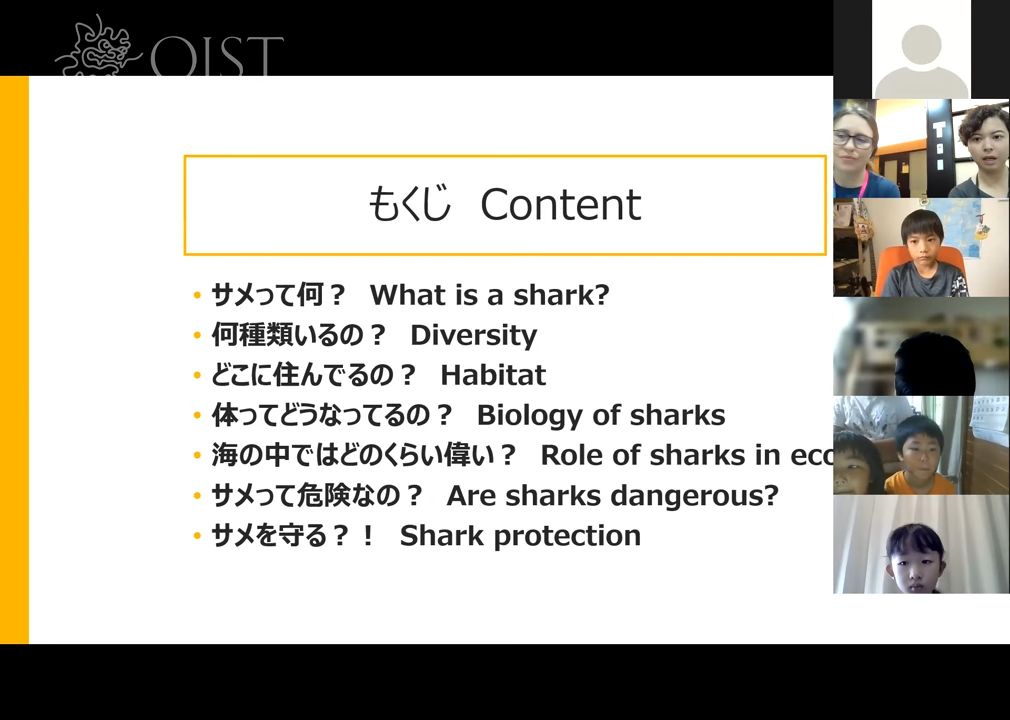 OIST
もくじ Content
• サメって何？ What is a shark?
• 何種類いるの？ Diversity
• どこに住んでるの？ Habitat
• 体ってどうなってるの？ Biology of sharks
• 海の中ではどのくらい偉い？ Role of sharks in eco
• サメって危険なの？ Are sharks dangerous?
• サメを守る？！ Shark protection